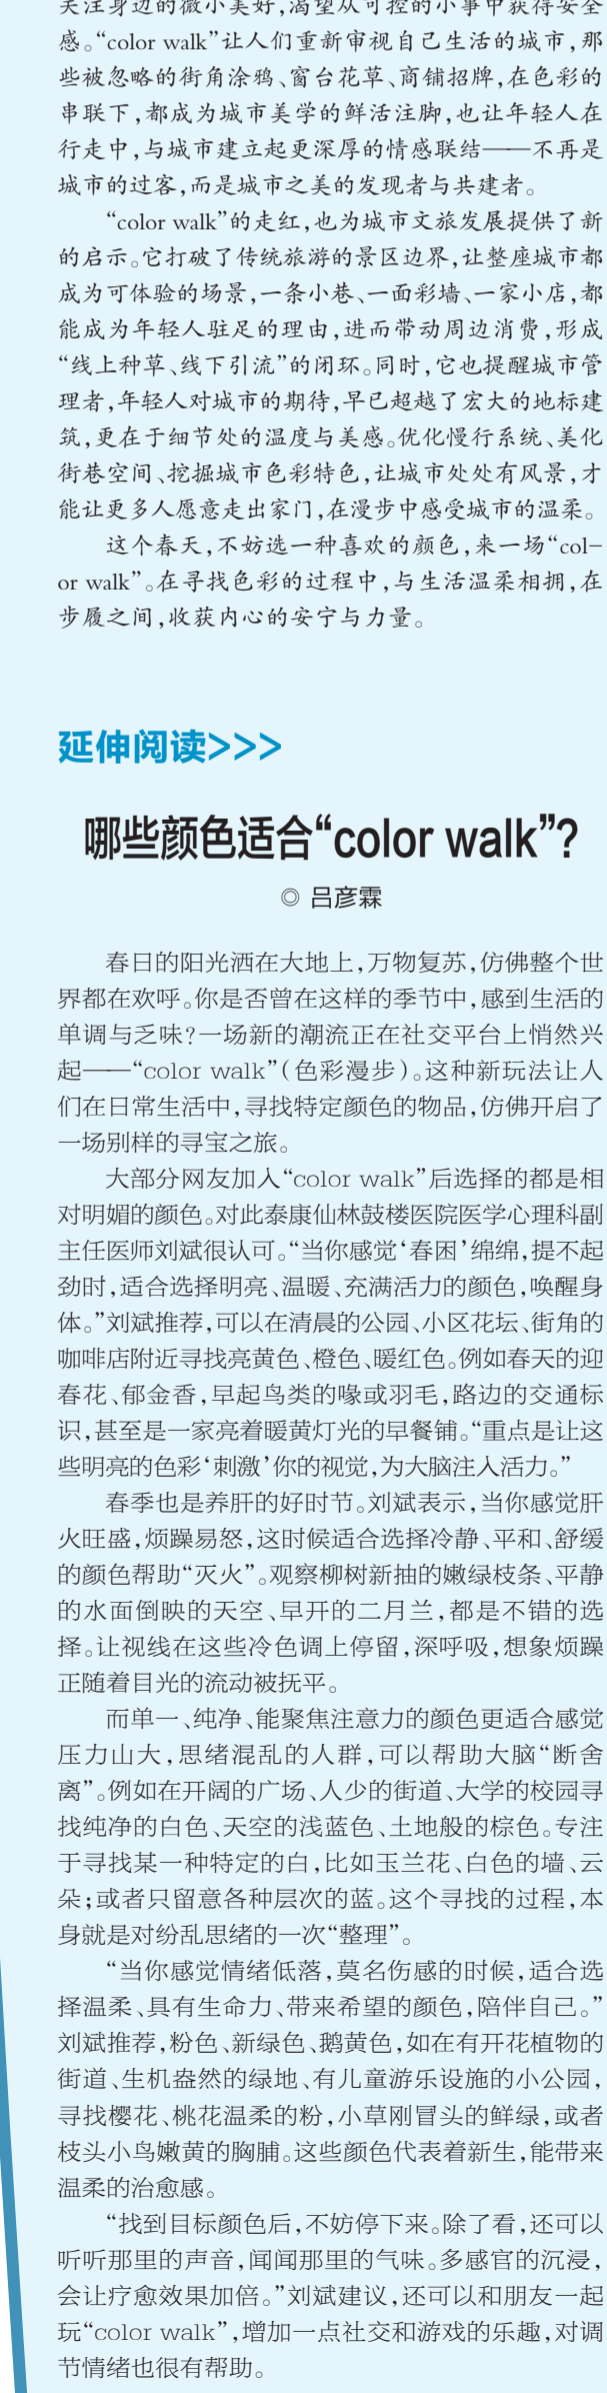 关注身边的微小美好，渴望从可控的小事中获得安全
感。“color walk”让人们重新审视自己生活的城市，那
些被忽略的街角涂鸦、窗台花草、商铺招牌，在色彩的
串联下，都成为城市美学的鲜活注脚，也让年轻人在
行走中，与城市建立起更深厚的情感联结——不再是
城市的过客，而是城市之美的发现者与共建者。
“color walk”的走红，也为城市文旅发展提供了新
的启示。它打破了传统旅游的景区边界，让整座城市都
成为可体验的场景，一条小巷、一面彩墙、一家小店，都
能成为年轻人驻足的理由，进而带动周边消费，形成
“线上种草、线下引流”的闭环。同时，它也提醒城市管
理者，年轻人对城市的期待，早已超越了宏大的地标建
筑，更在于细节处的温度与美感。优化慢行系统、美化
街巷空间、挖掘城市色彩特色，让城市处处有风景，才
能让更多人愿意走出家门，在漫步中感受城市的温柔。
这个春天，不妨选一种喜欢的颜色，来一场“col-
or walk”。在寻找色彩的过程中，与生活温柔相拥，在
步履之间，收获内心的安宁与力量。
延伸阅读>>>
哪些颜色适合“color walk”?
◎ 吕彦霖
春日的阳光洒在大地上，万物复苏，仿佛整个世
界都在欢呼。你是否曾在这样的季节中，感到生活的
单调与乏味?一场新的潮流正在社交平台上悄然兴
起——“color walk”(色彩漫步)。这种新玩法让人
们在日常生活中，寻找特定颜色的物品，仿佛开启了
一场别样的寻宝之旅。
大部分网友加入“color walk”后选择的都是相
对明媚的颜色。对此泰康仙林鼓楼医院医学心理科副
主任医师刘斌很认可。“当你感觉‘春困’绵绵，提不起
劲时，适合选择明亮、温暖、充满活力的颜色，唤醒身
体。”刘斌推荐，可以在清晨的公园、小区花坛、街角的
咖啡店附近寻找亮黄色、橙色、暖红色。例如春天的迎
春花、郁金香，早起鸟类的喙或羽毛，路边的交通标
识，甚至是一家亮着暖黄灯光的早餐铺。“重点是让这
些明亮的色彩‘刺激’你的视觉，为大脑注入活力。”
春季也是养肝的好时节。刘斌表示，当你感觉肝
火旺盛，烦躁易怒，这时候适合选择冷静、平和、舒缓
的颜色帮助“灭火”。观察柳树新抽的嫩绿枝条、平静
的水面倒映的天空、早开的二月兰，都是不错的选
择。让视线在这些冷色调上停留，深呼吸，想象烦躁
正随着目光的流动被抚平。
而单一、纯净、能聚焦注意力的颜色更适合感觉
压力山大，思绪混乱的人群，可以帮助大脑“断舍
离”。例如在开阔的广场、人少的街道、大学的校园寻
找纯净的白色、天空的浅蓝色、土地般的棕色。专注
于寻找某一种特定的白，比如玉兰花、白色的墙、云
朵;或者只留意各种层次的蓝。这个寻找的过程，本
身就是对纷乱思绪的一次“整理”。
“当你感觉情绪低落，莫名伤感的时候，适合选
择温柔、具有生命力、带来希望的颜色，陪伴自己。”
刘斌推荐，粉色、新绿色、鹅黄色，如在有开花植物的
街道、生机盎然的绿地、有儿童游乐设施的小公园，
寻找樱花、桃花温柔的粉，小草刚冒头的鲜绿，或者
枝头小鸟嫩黄的胸脯。这些颜色代表着新生，能带来
温柔的治愈感。
“找到目标颜色后，不妨停下来。除了看，还可以
听听那里的声音，闻闻那里的气味。多感官的沉浸，
会让疗愈效果加倍。”刘斌建议，还可以和朋友一起
玩“color walk”，增加一点社交和游戏的乐趣，对调
节情绪也很有帮助。